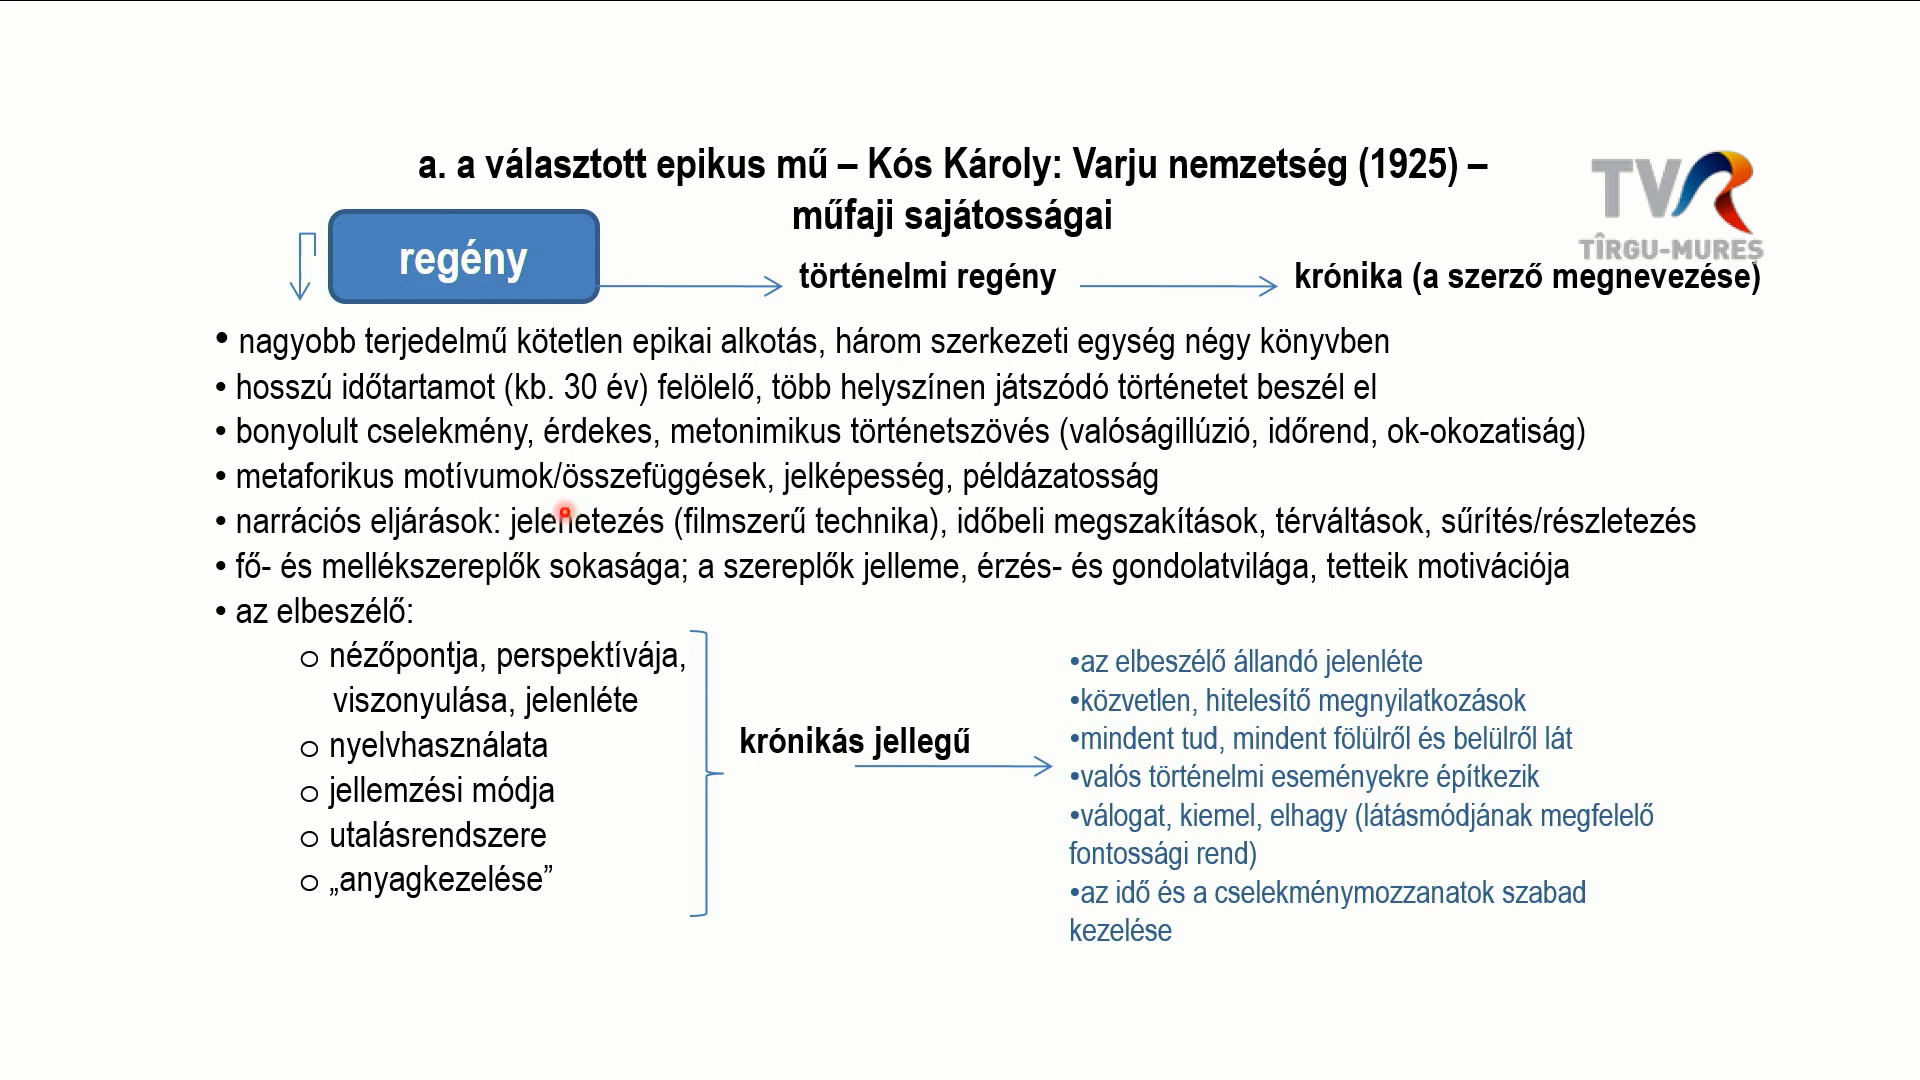 a. a választott epikus mű – Kós Károly: Varju nemzetség (1925) –
műfaji sajátosságai
TVR
TÎRGU-MUREȘ
regény
történelmi regény
krónika (a szerző megnevezése)
• nagyobb terjedelmű kötetlen epikai alkotás, három szerkezeti egység négy könyvben
• hosszú időtartamot (kb. 30 év) felölelő, több helyszínen játszódó történetet beszél el
• bonyolult cselekmény, érdekes, metonimikus történetszövés (valóságillúzió, időrend, ok-okozatiság)
• metaforikus motívumok/összefüggések, jelképesség, példázatosság
• narrációs eljárások: jelenetezés (filmszerű technika), időbeli megszakítások, térváltások, sűrítés/részletezés
• fő- és mellékszereplők sokasága; a szereplők jelleme, érzés- és gondolatvilága, tetteik motivációja
• az elbeszélő:
o nézőpontja, perspektívája,
viszonyulása, jelenléte
o nyelvhasználata
o jellemzési módja
o utalásrendszere
o „anyagkezelése”
krónikás jellegű
•az elbeszélő állandó jelenléte
•közvetlen, hitelesítő megnyilatkozások
•mindent tud, mindent fölülről és belülről lát
•valós történelmi eseményekre építkezik
•válogat, kiemel, elhagy (látásmódjának megfelelő
fontossági rend)
•az idő és a cselekménymozzanatok szabad
kezelése